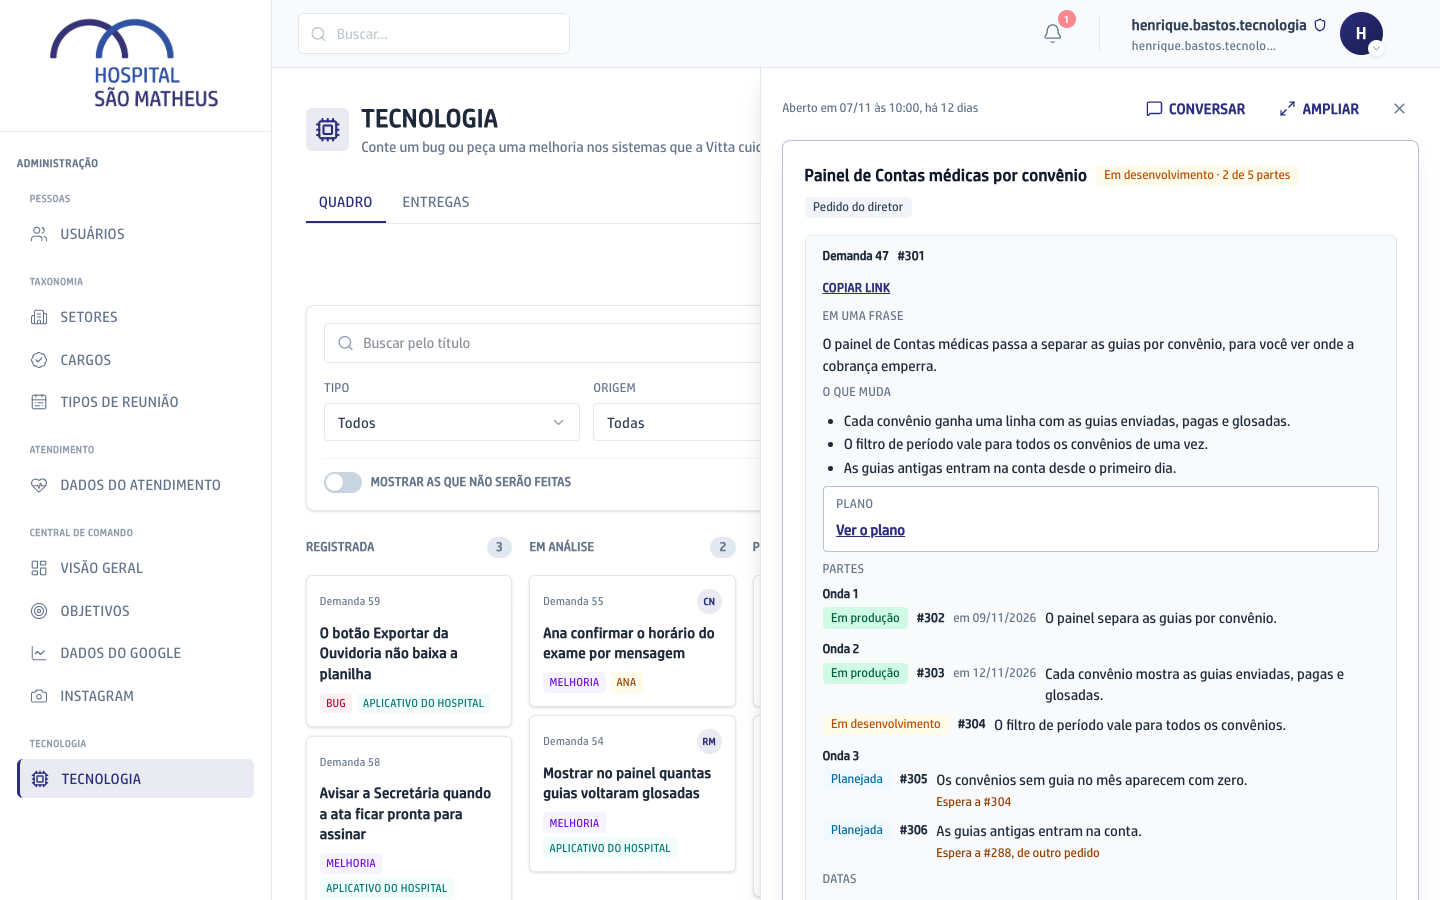 HOSPITAL
SÃO MATHEUS
ADMINISTRAÇÃO
PESSOAS
USUÁRIOS
TAXONOMIA
SETORES
CARGOS
TIPOS DE REUNIÃO
ATENDIMENTO
DADOS DO ATENDIMENTO
CENTRAL DE COMANDO
VISÃO GERAL
OBJETIVOS
DADOS DO GOOGLE
INSTAGRAM
TECNOLOGIA
TECNOLOGIA
Buscar...
1
henrique.bastos.tecnologia
henrique.bastos.tecnolo...
H
TECNOLOGIA
Conte um bug ou peça uma melhoria nos sistemas que a Vitta cuid
QUADRO ENTREGAS
Buscar pelo título
TIPO
Todos
ORIGEM
Todas
MOSTRAR AS QUE NÃO SERÃO FEITAS
REGISTRADA 3
Demanda 59
O botão Exportar da
Ouvidoria não baixa a
planilha
BUG APLICATIVO DO HOSPITAL
Demanda 58
Avisar a Secretária quando
a ata ficar pronta para
assinar
MELHORIA
APLICATIVO DO HOSPITAL
EM ANÁLISE 2
Demanda 55 CN
Ana confirmar o horário do
exame por mensagem
MELHORIA ANA
Demanda 54 RM
Mostrar no painel quantas
guias voltaram glosadas
MELHORIA
APLICATIVO DO HOSPITAL
P
Aberto em 07/11 às 10:00, há 12 dias
CONVERSAR AMPLIAR
Painel de Contas médicas por convênio Em desenvolvimento · 2 de 5 partes
Pedido do diretor
Demanda 47 #301
COPIAR LINK
EM UMA FRASE
O painel de Contas médicas passa a separar as guias por convênio, para você ver onde a
cobrança emperra.
O QUE MUDA
• Cada convênio ganha uma linha com as guias enviadas, pagas e glosadas.
• O filtro de período vale para todos os convênios de uma vez.
• As guias antigas entram na conta desde o primeiro dia.
PLANO
Ver o plano
PARTES
Onda 1
Em produção #302 em 09/11/2026 O painel separa as guias por convênio.
Onda 2
Em produção #303 em 12/11/2026 Cada convênio mostra as guias enviadas, pagas e
glosadas.
Em desenvolvimento #304 O filtro de período vale para todos os convênios.
Onda 3
Planejada #305 Os convênios sem guia no mês aparecem com zero.
Espera a #304
Planejada #306 As guias antigas entram na conta.
Espera a #288, de outro pedido
DATAS